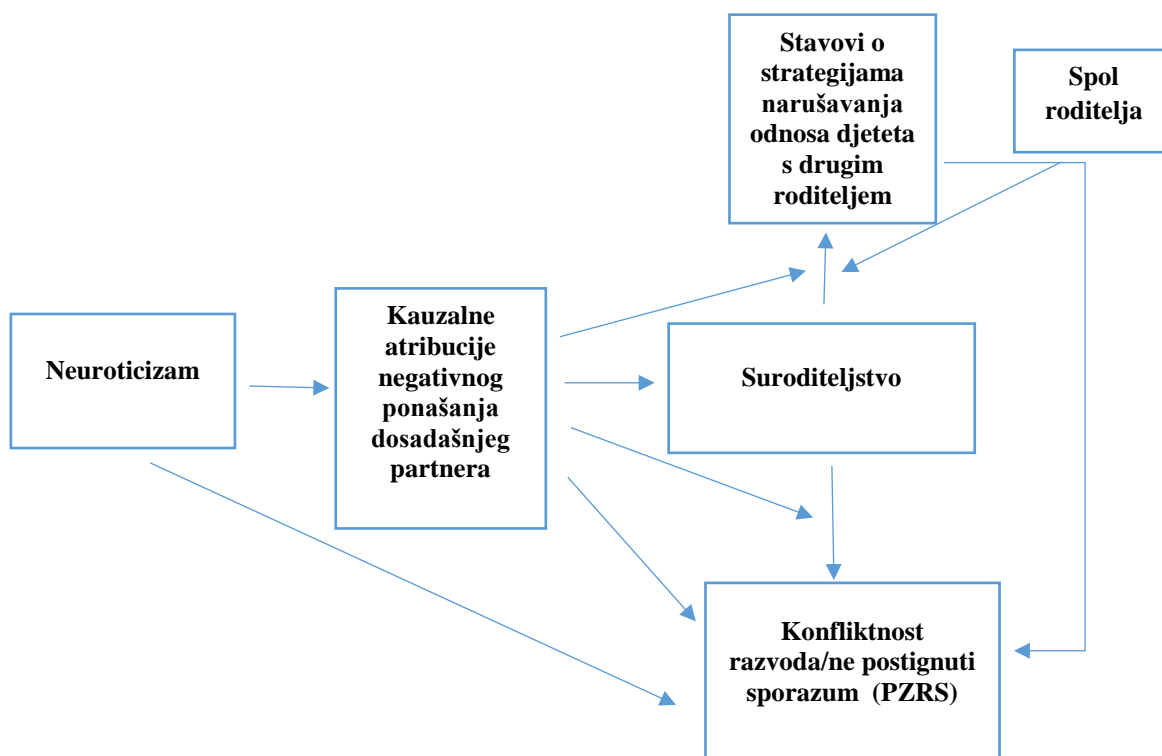 Stavovi o
strategijama
narušavanja
odnosa djeteta
s drugim
roditeljem
Spol
roditelja
Neuroticizam
Kauzalne
atribucije
negativnog
ponašanja
dosadašnjeg
partnera
Suroditeljstvo
Konfliktnost
razvoda/ne postignuti
sporazum (PZRS)